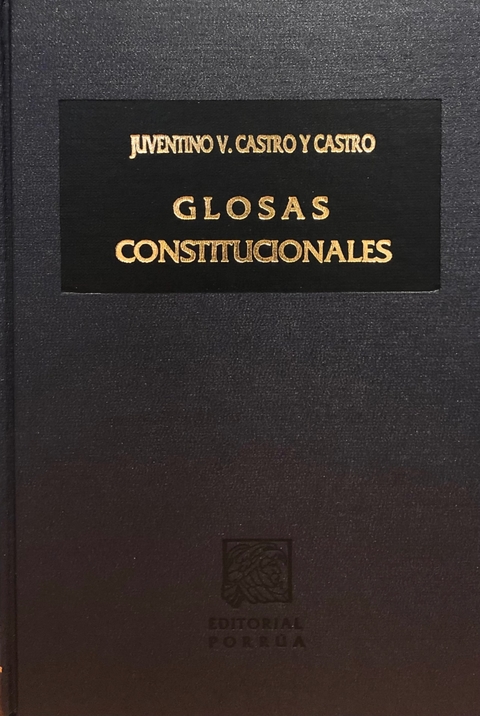 JUVENTINO V. CASTRO Y CASTRO
GLOSAS
CONSTITUCIONALES
EDITORIAL
PORRÚA